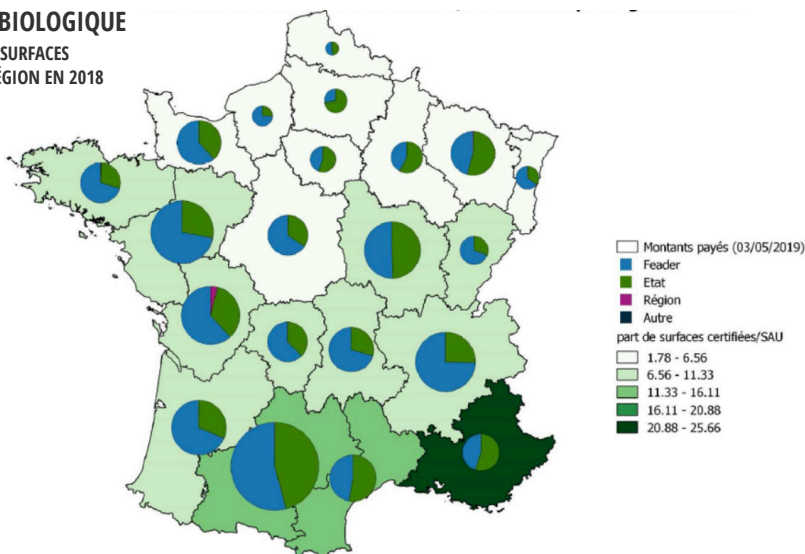 BIOLOGIQUE
SURFACES
ÉGION EN 2018
Montants payés (03/05/2019)
Feader
Etat
Région
Autre
part de surfaces certifiées/SAU
1.78 - 6.56
6.56 - 11.33
11.33 - 16.11
16.11 - 20.88
20.88 - 25.66